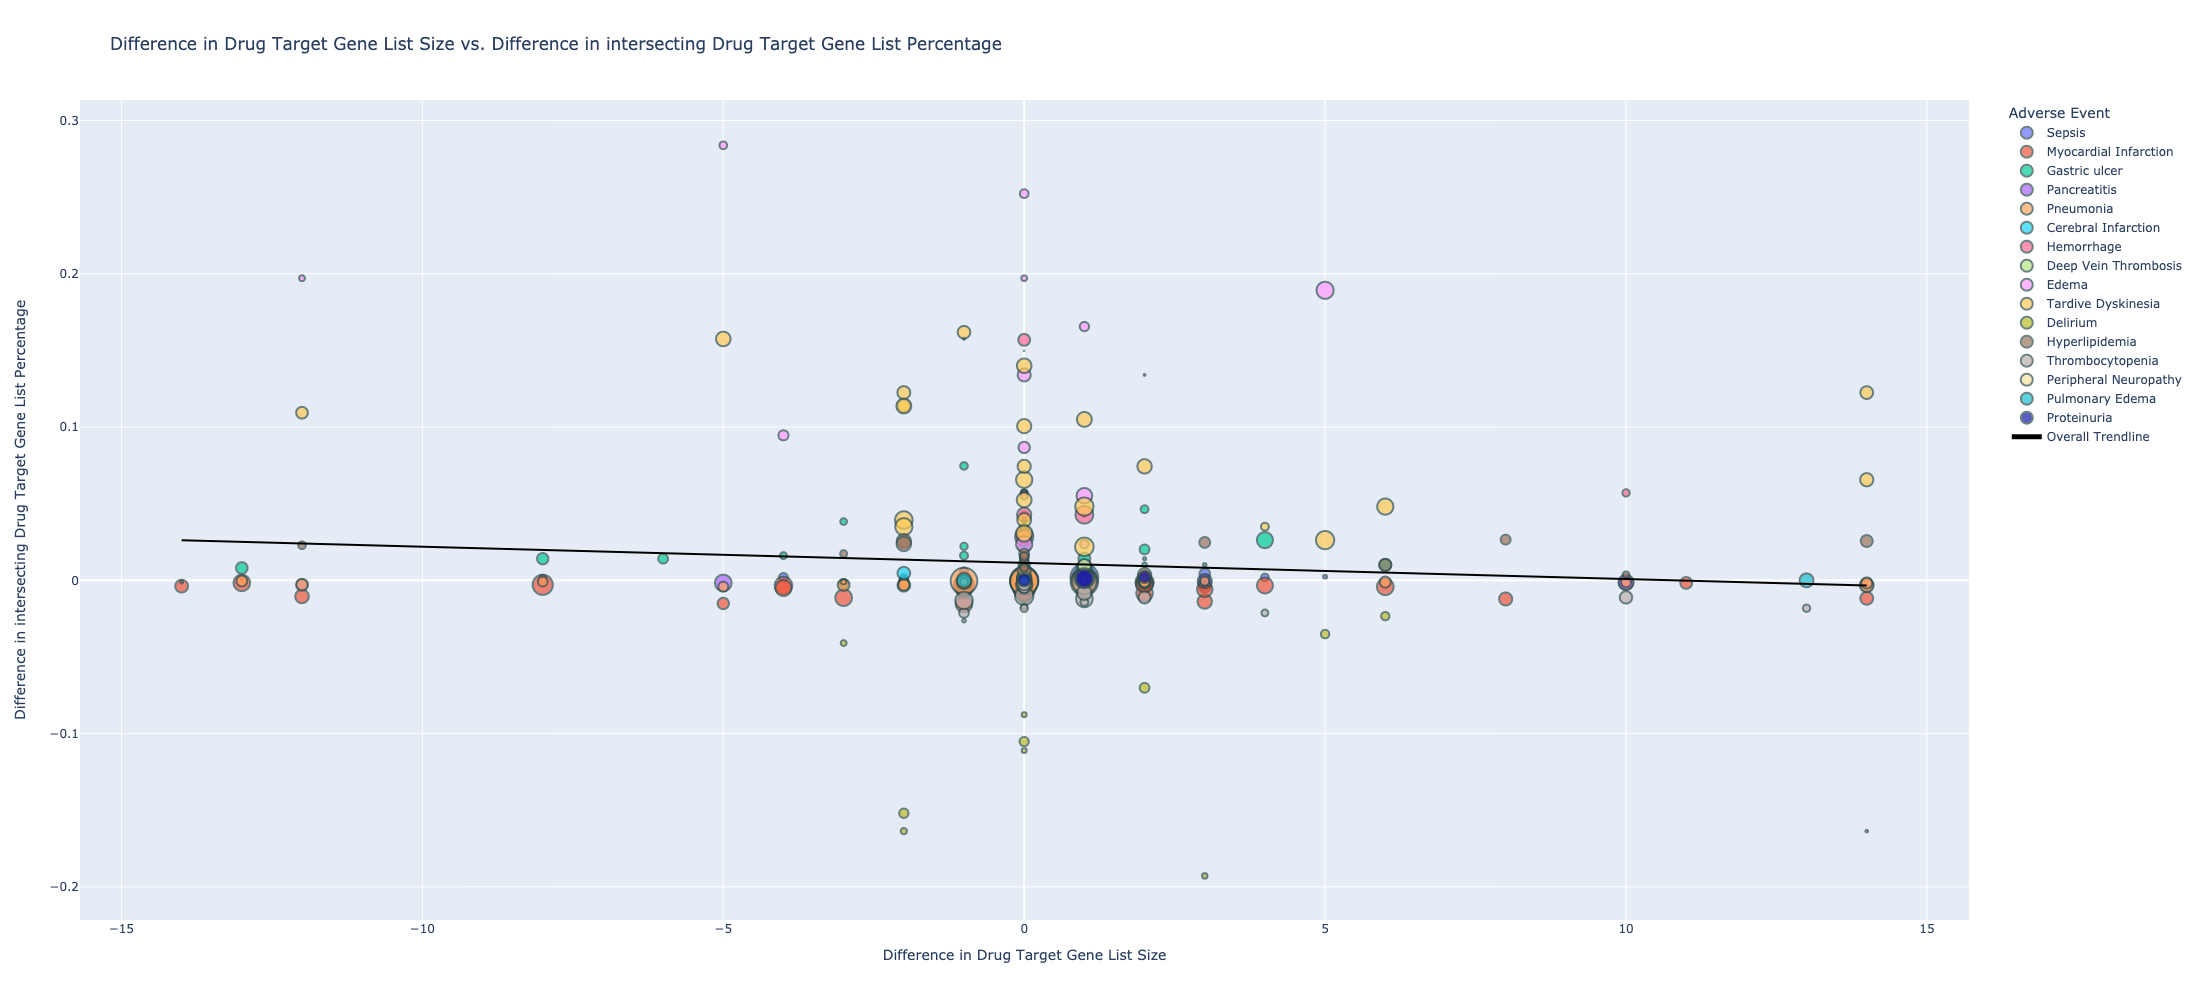 Difference in Drug Target Gene List Size vs. Difference in intersecting Drug Target Gene List Percentage
Difference in intersecting Drug Target Gene List Percentage
0.3
0.2
0.1
0
−0.1
−0.2
−15
−10
−5
0
5
10
15
Difference in Drug Target Gene List Size
Adverse Event
Sepsis
Myocardial Infarction
Gastric ulcer
Pancreatitis
Pneumonia
Cerebral Infarction
Hemorrhage
Deep Vein Thrombosis
Edema
Tardive Dyskinesia
Delirium
Hyperlipidemia
Thrombocytopenia
Peripheral Neuropathy
Pulmonary Edema
Proteinuria
Overall Trendline